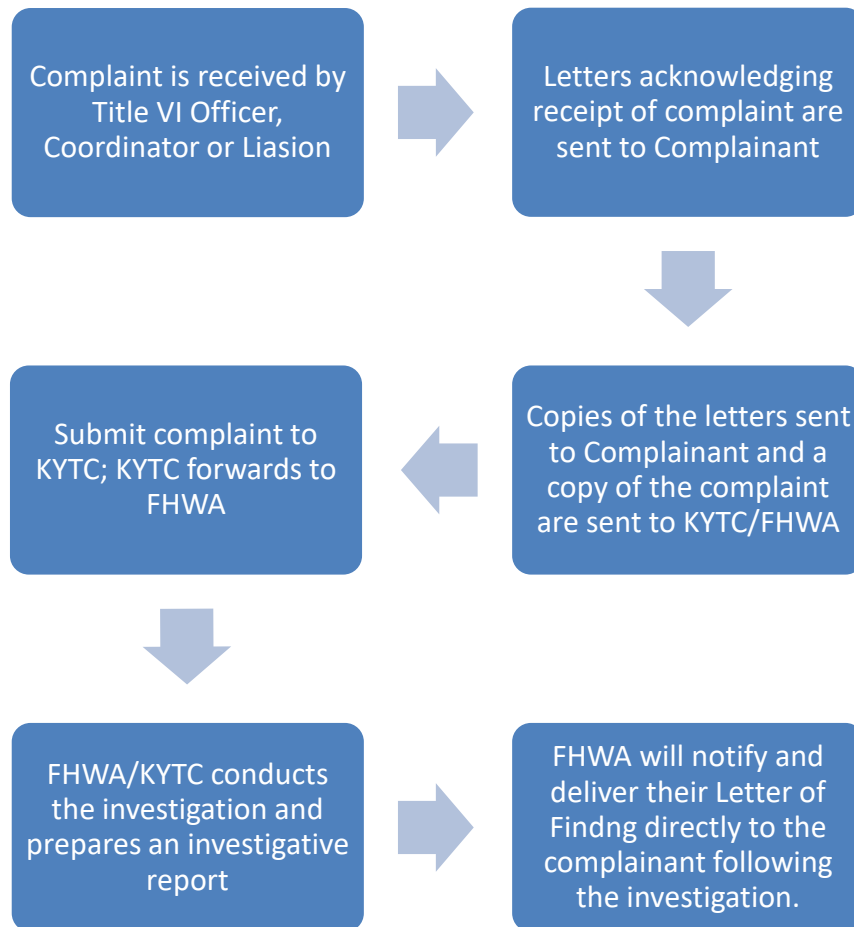 Complaint is received by
Title VI Officer,
Coordinator or Liasion
Letters acknowledging
receipt of complaint are
sent to Complainant
Copies of the letters sent
to Complainant and a
copy of the complaint
are sent to KYTC/FHWA
Submit complaint to
KYTC; KYTC forwards to
FHWA
FHWA/KYTC conducts
the investigation and
prepares an investigative
report
FHWA will notify and
deliver their Letter of
Findng directly to the
complainant following
the investigation.